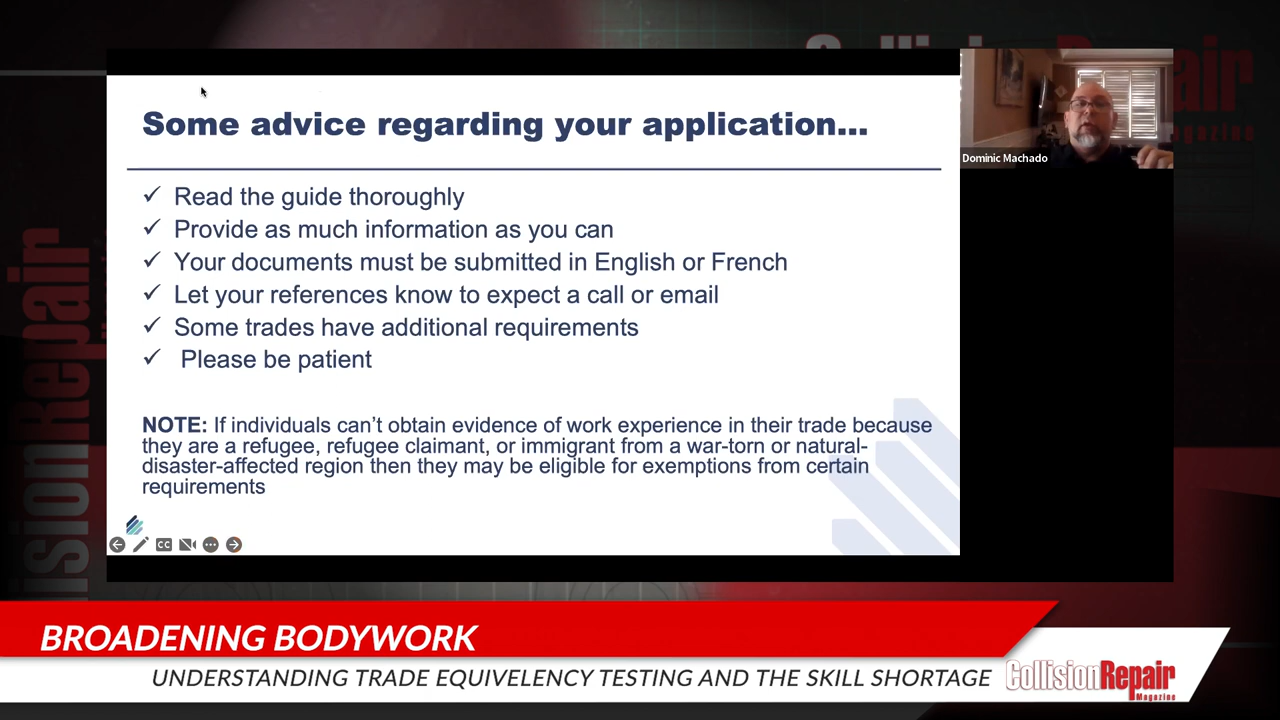 Some advice regarding your application...
✓ Read the guide thoroughly
✓ Provide as much information as you can
✓ Your documents must be submitted in English or French
✓ Let your references know to expect a call or email
✓ Some trades have additional requirements
✓ Please be patient
NOTE: If individuals can't obtain evidence of work experience in their trade because
they are a refugee, refugee claimant, or immigrant from a war-torn or natural-
disaster-affected region then they may be eligible for exemptions from certain
requirements
CC
Dominic Machado
BROADENING BODYWORK
UNDERSTANDING TRADE EQUIVELENCY TESTING AND THE SKILL SHORTAGE
CollisionRepair
Magazine